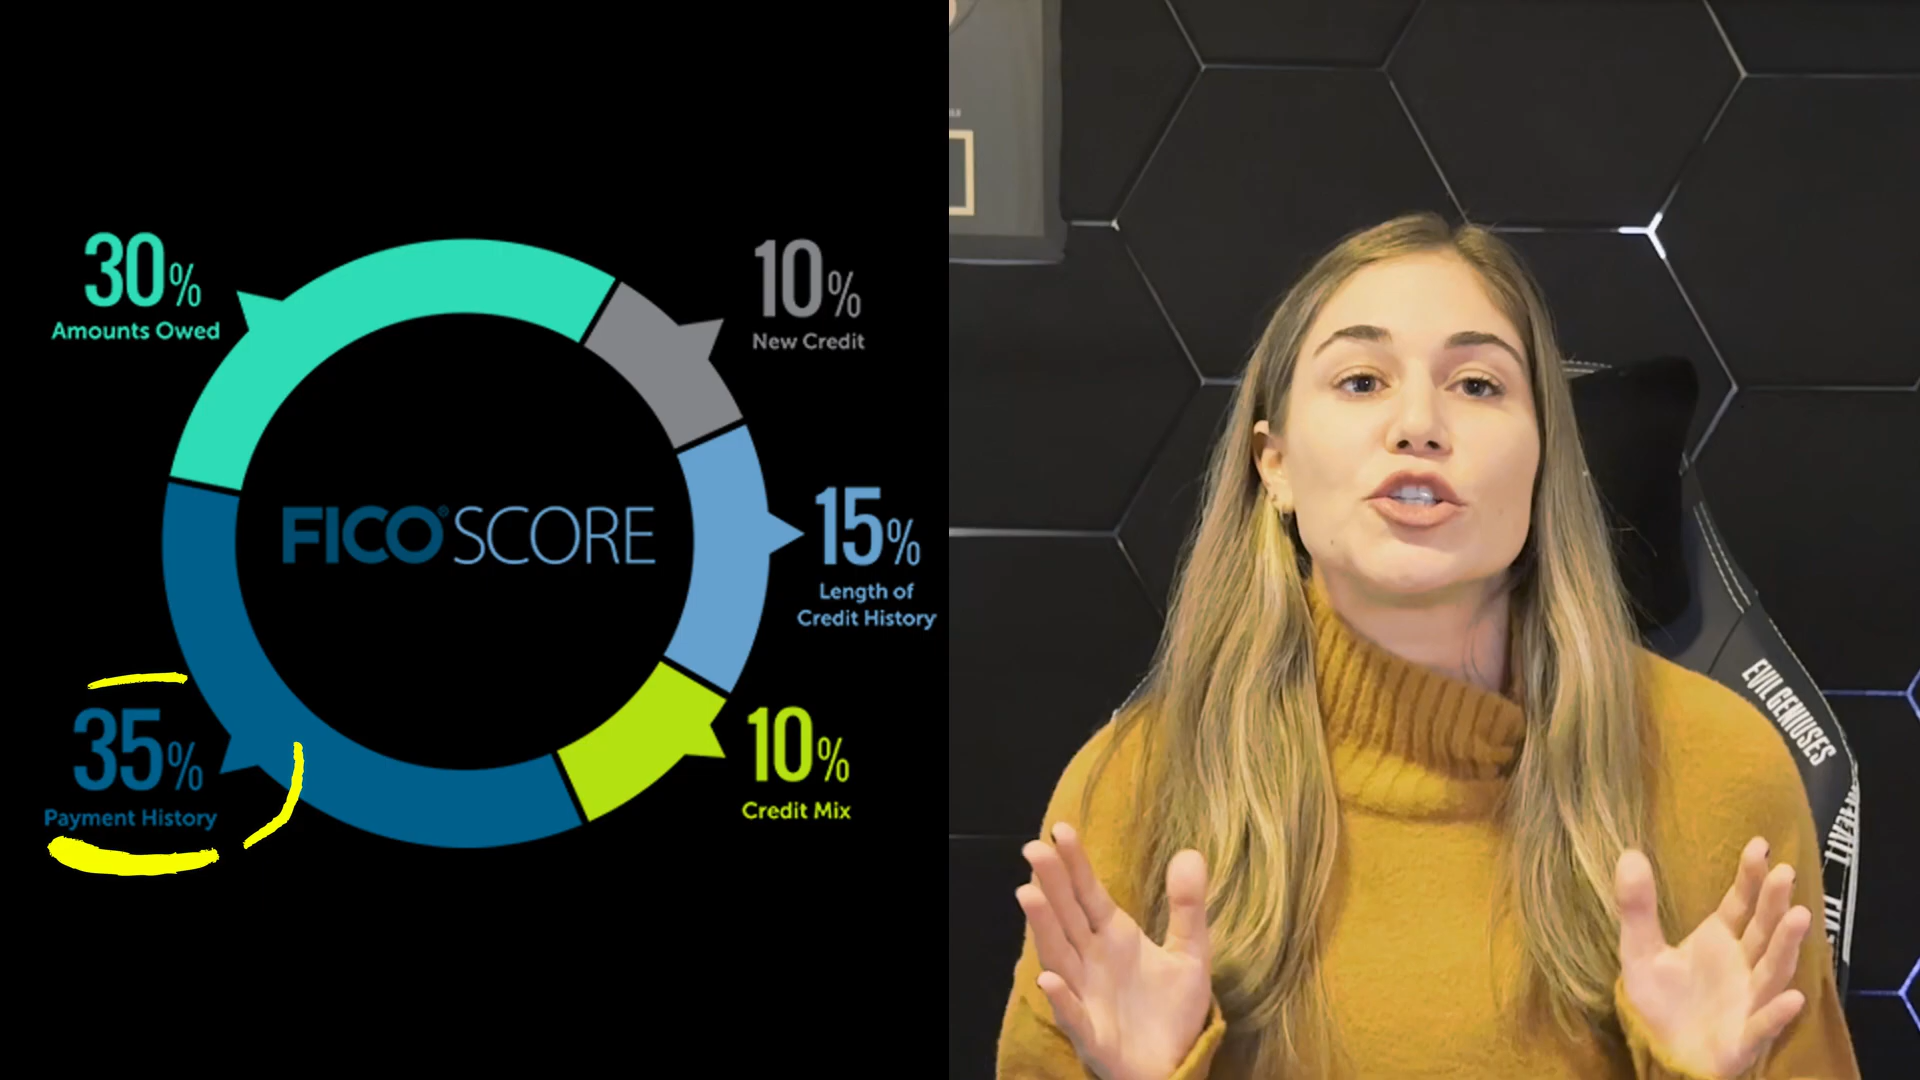 30%
Amounts Owed
10%
New Credit
FICO® SCORE
15%
Length of
Credit History
35%
Payment History
10%
Credit Mix
EVIL GENIUSES